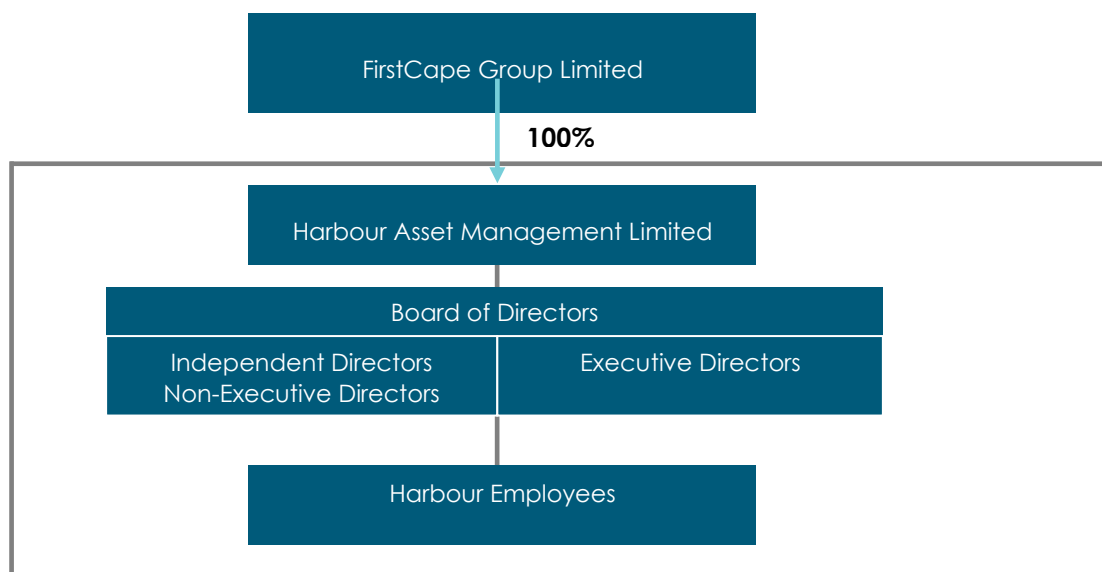 FirstCape Group Limited
100%
Harbour Asset Management Limited
Board of Directors
Independent Directors
Non-Executive Directors
Executive Directors
Harbour Employees